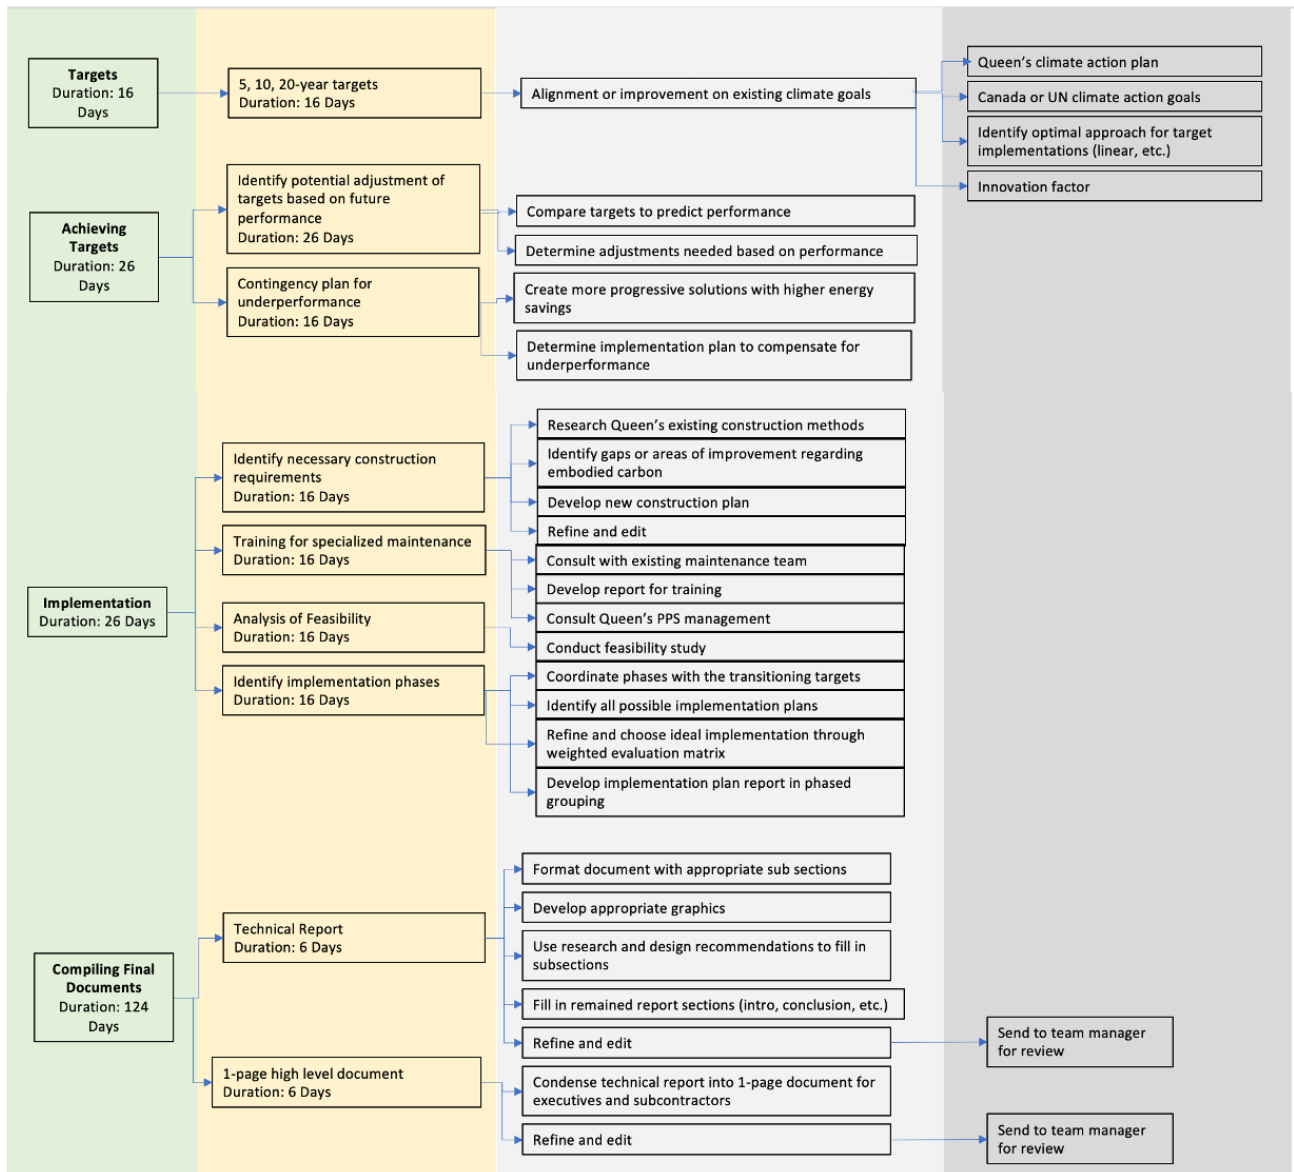 Targets
Duration: 16
Days
5, 10, 20-year targets
Duration: 16 Days
Alignment or improvement on existing climate goals
Queen's climate action plan
Canada or UN climate action goals
Identify optimal approach for target
implementations (linear, etc.)
Innovation factor
Achieving
Targets
Duration: 26
Days
Identify potential adjustment of
targets based on future
performance
Duration: 26 Days
Compare targets to predict performance
Determine adjustments needed based on performance
Contingency plan for
underperformance
Duration: 16 Days
Create more progressive solutions with higher energy
savings
Determine implementation plan to compensate for
underperformance
Implementation
Duration: 26 Days
Identify necessary construction
requirements
Duration: 16 Days
Research Queen's existing construction methods
Identify gaps or areas of improvement regarding
embodied carbon
Develop new construction plan
Refine and edit
Training for specialized maintenance
Duration: 16 Days
Consult with existing maintenance team
Develop report for training
Consult Queen's PPS management
Analysis of Feasibility
Duration: 16 Days
Conduct feasibility study
Identify implementation phases
Duration: 16 Days
Coordinate phases with the transitioning targets
Identify all possible implementation plans
Refine and choose ideal implementation through
weighted evaluation matrix
Develop implementation plan report in phased
grouping
Compiling Final
Documents
Duration: 124
Days
Technical Report
Duration: 6 Days
Format document with appropriate sub sections
Develop appropriate graphics
Use research and design recommendations to fill in
subsections
Fill in remained report sections (intro, conclusion, etc.)
Refine and edit
Send to team manager
for review
1-page high level document
Duration: 6 Days
Condense technical report into 1-page document for
executives and subcontractors
Refine and edit
Send to team manager
for review